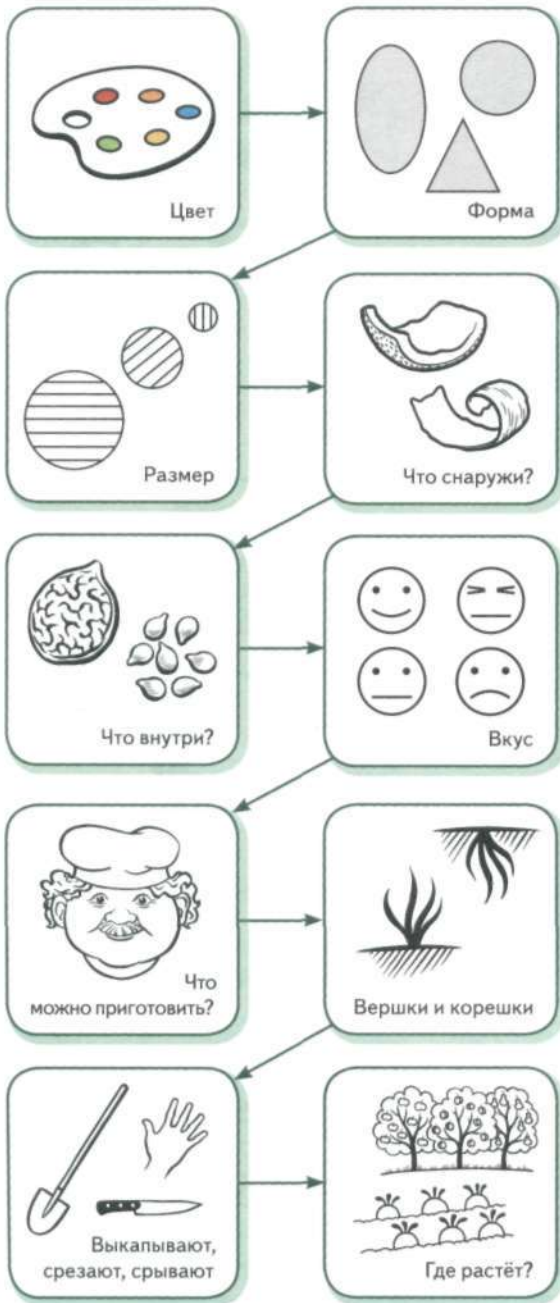 Цвет
Форма
Размер
Что снаружи?
Что внутри?
Вкус
Что
можно приготовить?
Вершки и корешки
Выкапывают,
срезают, срывают
Где растёт?